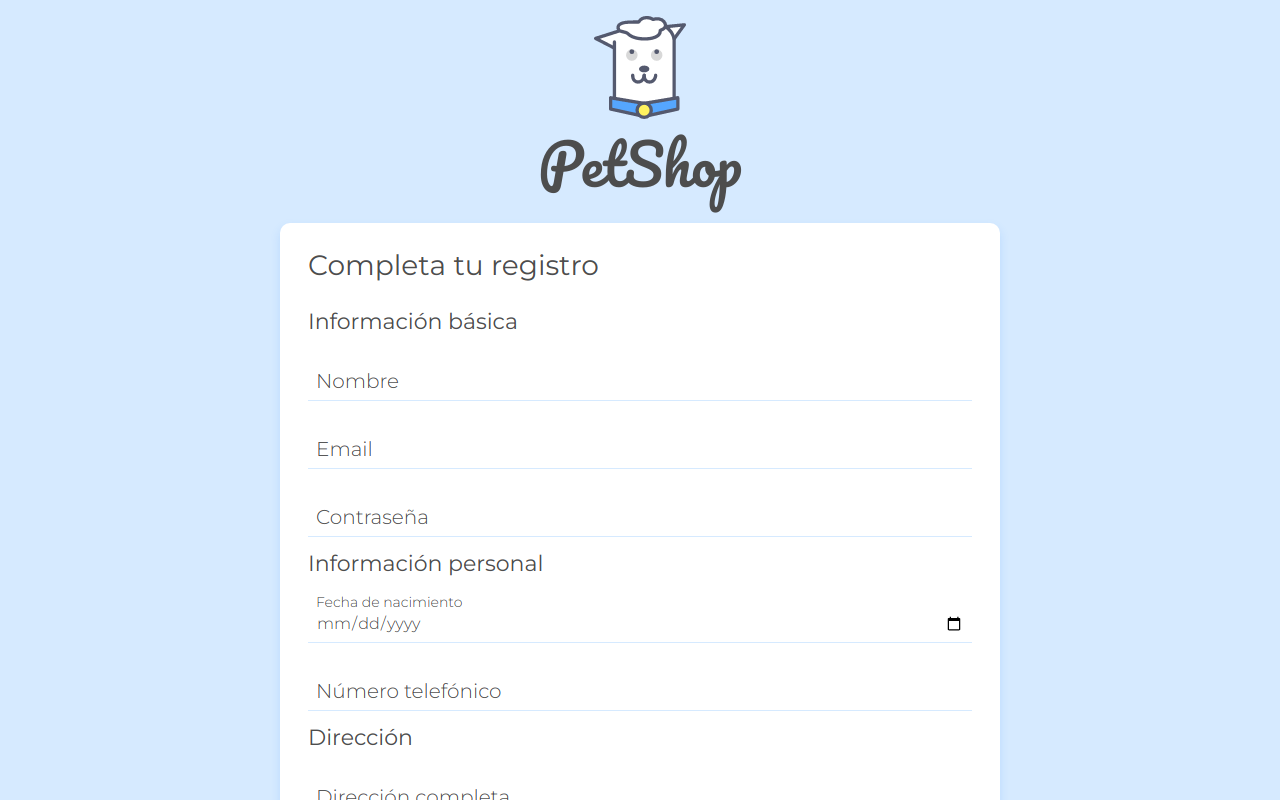 PetShop
Completa tu registro
Información básica
Nombre
Email
Contraseña
Información personal
Fecha de nacimiento
mm/dd/yyyy
Número telefónico
Dirección
Dirección completa